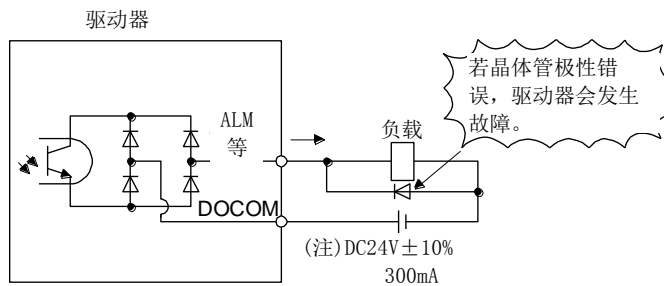 驱动器
若晶体管极性错
误，驱动器会发生
故障。
ALM
等
负载
DOCOM
(注)DC24V±10%
300mA